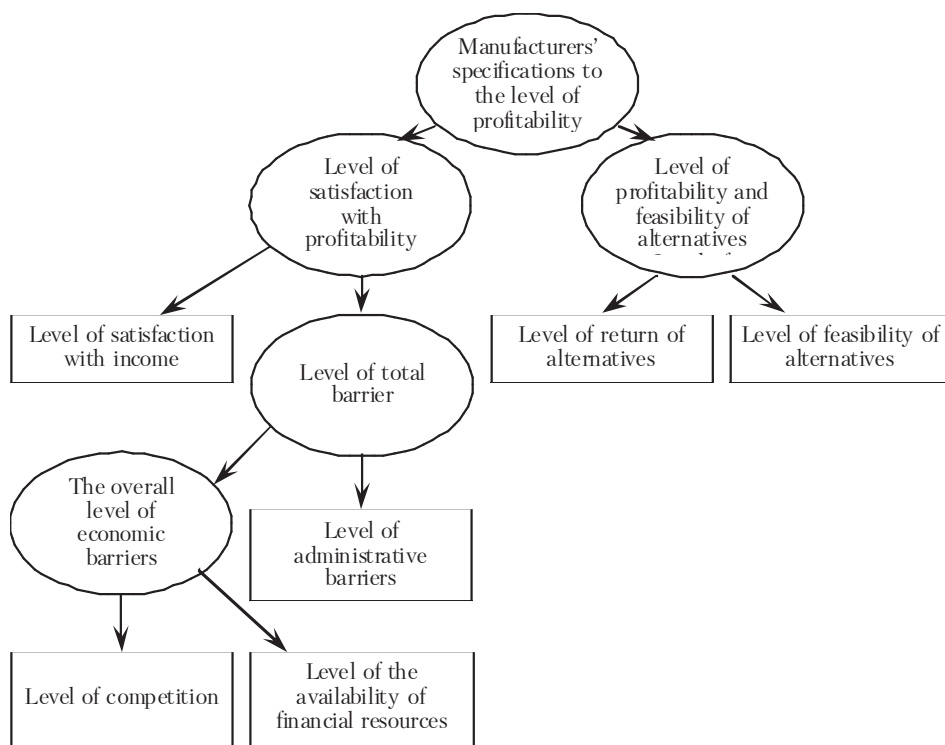 Manufacturers’
specifications to
the level of
profitability
Level of
satisfaction
with
profitability
Level of
profitability and
feasibility of
alternatives
Level of satisfaction
with income
Level of total
barrier
Level of return of
alternatives
Level of feasibility of
alternatives
The overall
level of
economic
barriers
Level of
administrative
barriers
Level of competition
Level of the
availability of
financial resources